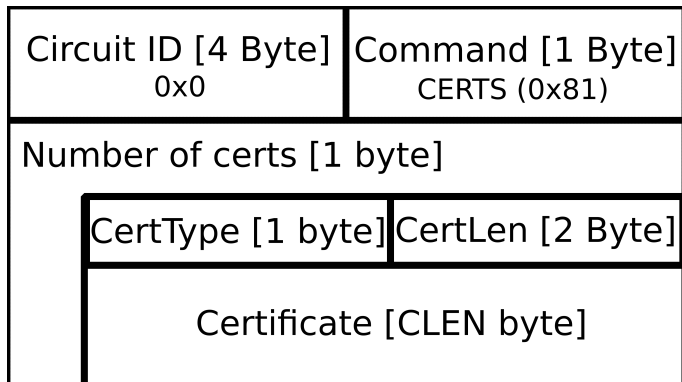 Circuit ID [4 Byte]
0x0
Command [1 Byte]
CERTS (0x81)
Number of certs [1 byte]
CertType [1 byte]
CertLen [2 Byte]
Certificate [CLEN byte]